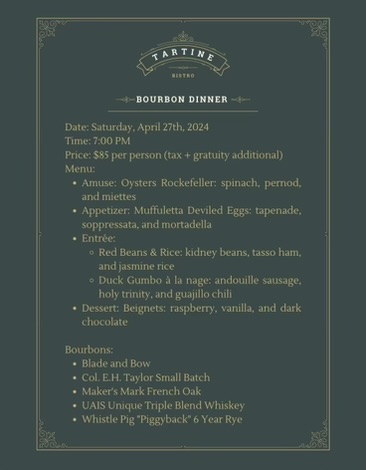 TARTINE
BISTRO
BOURBON DINNER
Date: Saturday, April 27th, 2024
Time: 7:00 PM
Price: $85 per person (tax + gratuity additional)
Menu:
• Amuse: Oysters Rockefeller: spinach, pernod,
and miettes
• Appetizer: Muffuletta Deviled Eggs: tapenade,
soppressata, and mortadella
• Entrèe:
◦ Red Beans & Rice: kidney beans, tasso ham,
and jasmine rice
◦ Duck Gumbo à la nage: andouille sausage,
holy trinity, and guajillo chili
• Dessert: Beignets: raspberry, vanilla, and dark
chocolate
Bourbons:
• Blade and Bow
• Col. E.H. Taylor Small Batch
• Maker's Mark French Oak
• UAIS Unique Triple Blend Whiskey
• Whistle Pig "Piggyback" 6 Year Rye